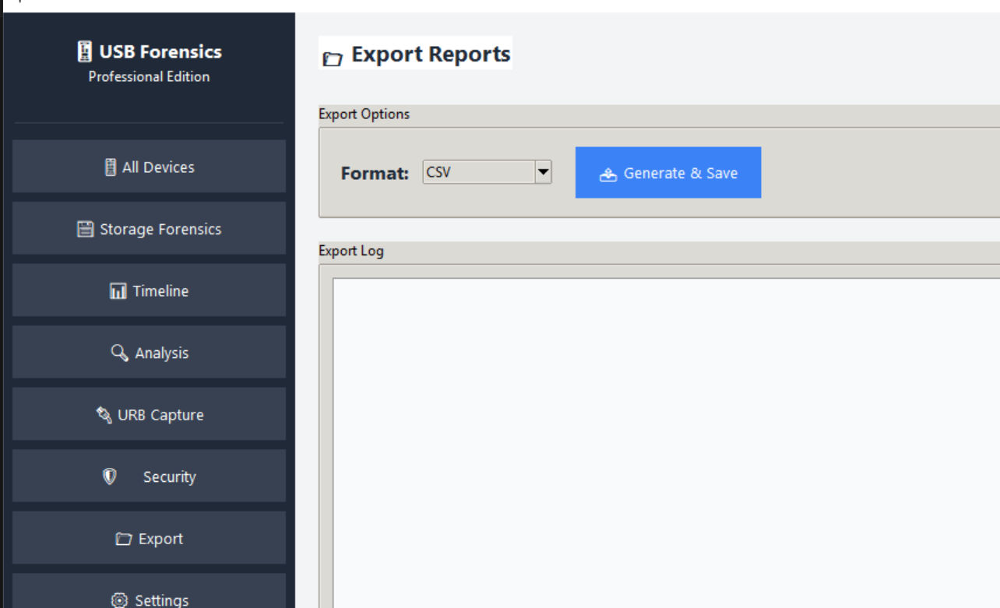 USB Forensics
Professional Edition
All Devices
Storage Forensics
Timeline
Analysis
URB Capture
Security
Export
Settings
Export Reports
Export Options
Format: CSV Generate & Save
Export Log